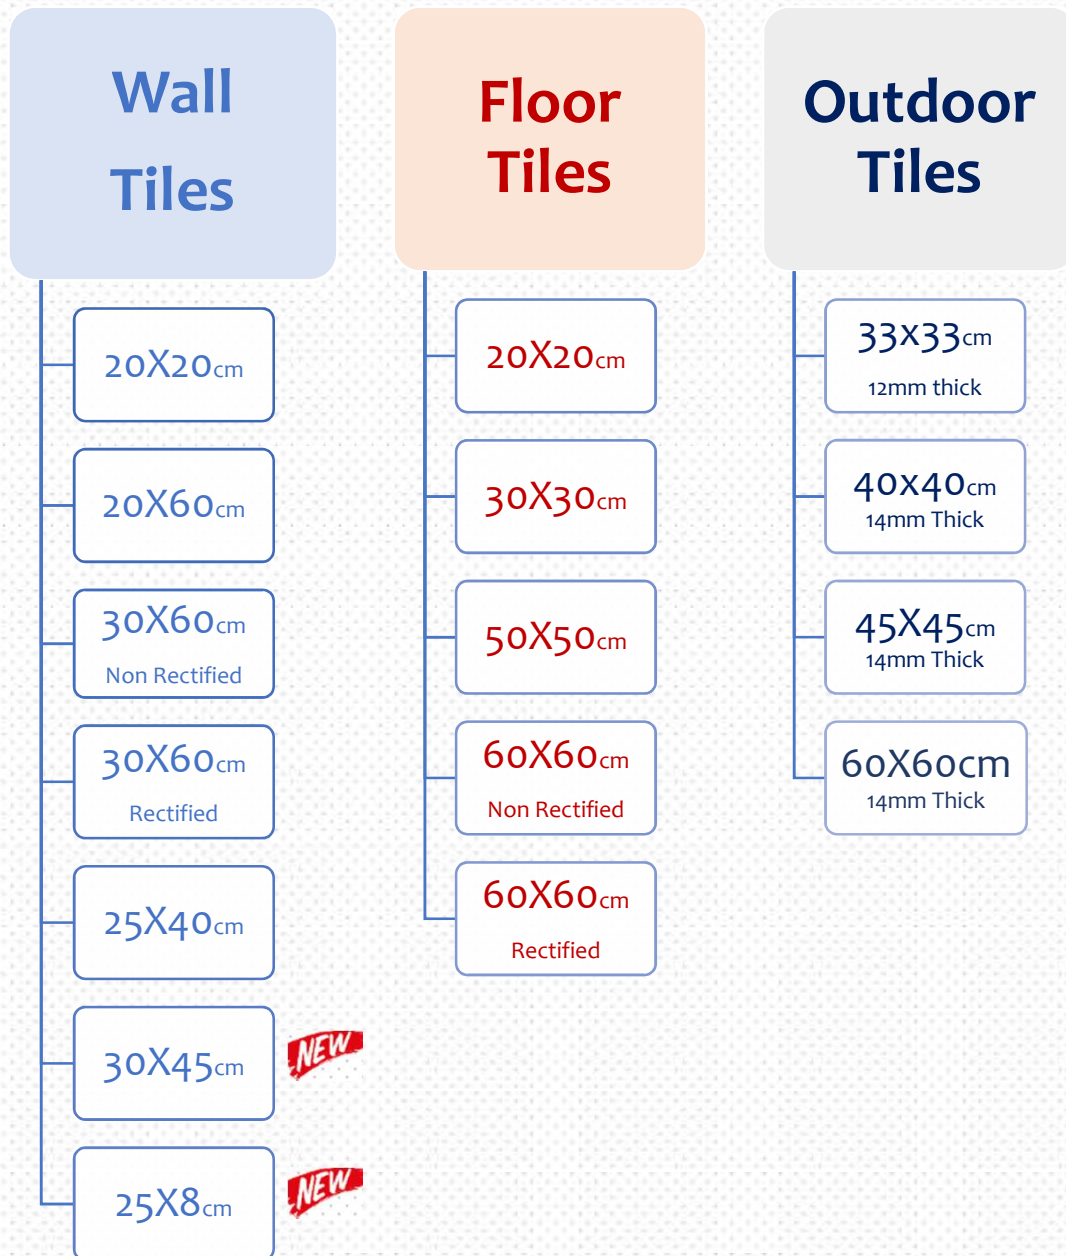 Wall
Tiles
20X20cm
20X60cm
30X60cm
Non Rectified
30X60cm
Rectified
25X40cm
30X45cm
NEW
25X8cm
NEW
Floor
Tiles
20X20cm
30X30cm
50X50cm
60X60cm
Non Rectified
60X60cm
Rectified
Outdoor
Tiles
33x33cm
12mm thick
40x40cm
14mm Thick
45X45cm
14mm Thick
60X60cm
14mm Thick